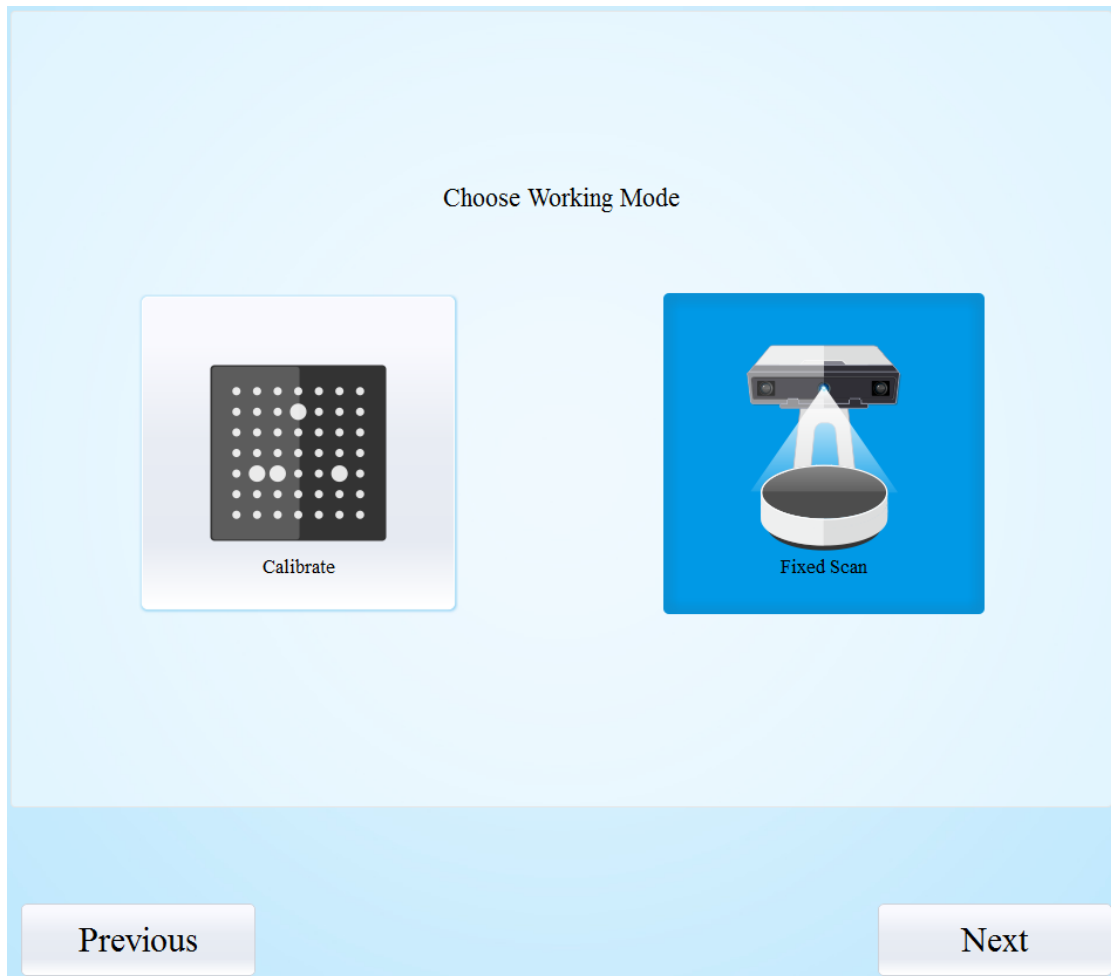 Choose Working Mode
Calibrate
Fixed Scan
Previous
Next